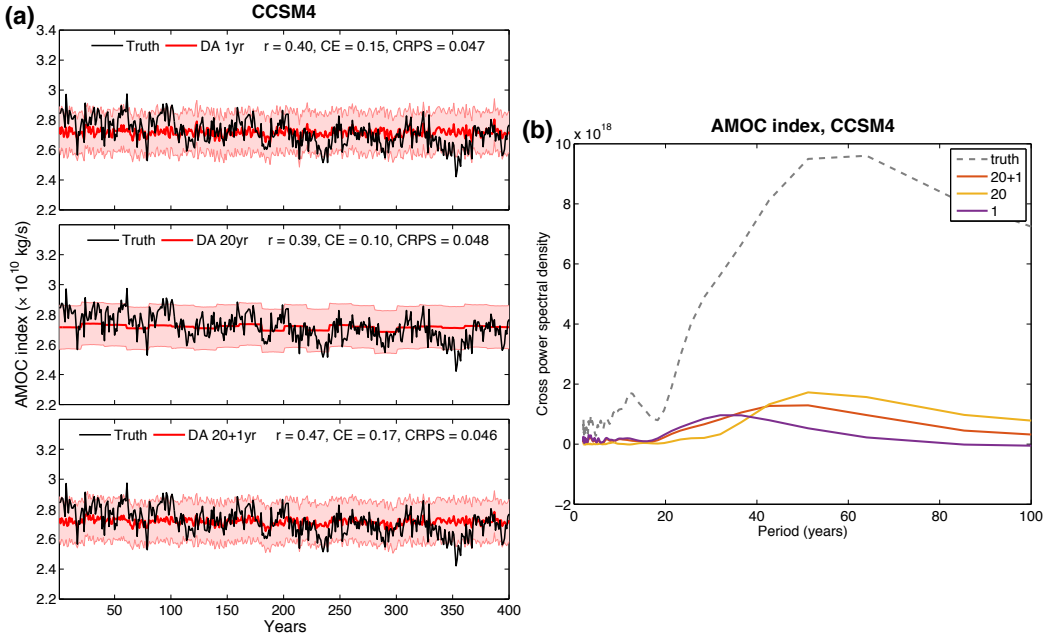 (a)
CCSM4
AMOC index (× 10¹⁰ kg/s)
3.4
3.2
3
2.8
2.6
2.4
2.2
Truth DA 1yr r = 0.40, CE = 0.15, CRPS = 0.047
3.2
3
2.8
2.6
2.4
2.2
Truth DA 20yr r = 0.39, CE = 0.10, CRPS = 0.048
3.2
3
2.8
2.6
2.4
2.2
Truth DA 20+1yr r = 0.47, CE = 0.17, CRPS = 0.046
50 100 150 200 250 300 350 400
Years
(b)
AMOC index, CCSM4
x 10¹⁸
10
8
6
4
2
0
−2
Cross power spectral density
truth
20+1
20
1
0 20 40 60 80 100
Period (years)